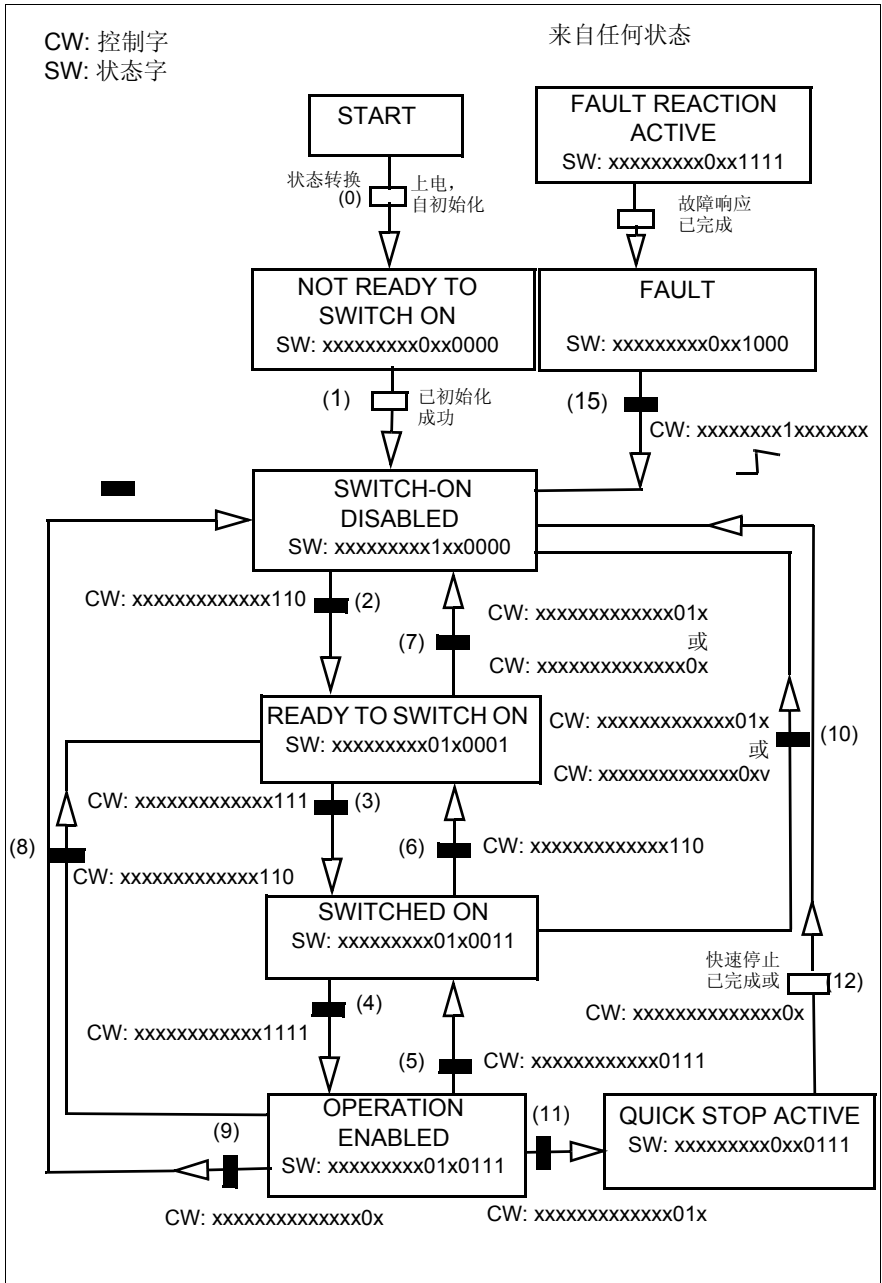 CW: 控制字
SW: 状态字
来自任何状态
START
FAULT REACTION
ACTIVE
SW: xxxxxxxxx0xx1111
状态转换
(0)
上电，
自初始化
故障响应
已完成
NOT READY TO
SWITCH ON
SW: xxxxxxxxx0xx0000
FAULT
SW: xxxxxxxxx0xx1000
(1)
已初始化
成功
(15)
CW: xxxxxxxx1xxxxxxx
SWITCH-ON
DISABLED
SW: xxxxxxxxx1xx0000
CW: xxxxxxxxxxxxx110
(2)
(7)
CW: xxxxxxxxxxxxx01x
或
CW: xxxxxxxxxxxxxx0x
READY TO SWITCH ON
SW: xxxxxxxxx01x0001
CW: xxxxxxxxxxxxx01x
或
CW: xxxxxxxxxxxxxx0xv
(10)
CW: xxxxxxxxxxxxx111
(3)
(8)
CW: xxxxxxxxxxxxx110
(6)
CW: xxxxxxxxxxxxx110
SWITCHED ON
SW: xxxxxxxxx01x0011
快速停止
已完成或
(12)
CW: xxxxxxxxxxxxxx0x
(4)
CW: xxxxxxxxxxxx1111
(5)
CW: xxxxxxxxxxxx0111
OPERATION
ENABLED
SW: xxxxxxxxx01x0111
(9)
(11)
QUICK STOP ACTIVE
SW: xxxxxxxxx0xx0111
CW: xxxxxxxxxxxxxx0x
CW: xxxxxxxxxxxxx01x